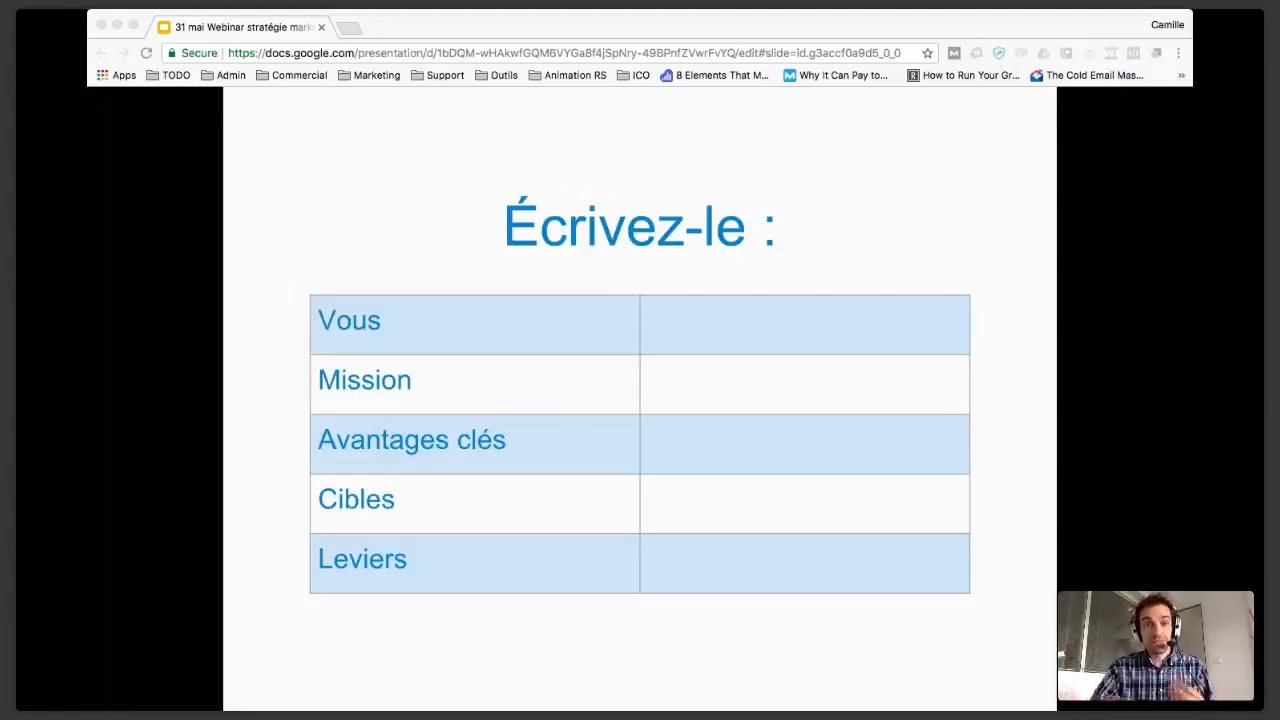 31 mai Webinar stratégie mark
Camille
Secure
https://docs.google.com/presentation/d/1bDQM-wHAkwfGQM6VYGa8f4jSpNry-49BPnfZVwrFvYQ/edit#slide=id.g3accf0a9d5_0_0
Apps TODO Admin Commercial Marketing Support Outils Animation RS ICO 8 Elements That M... Why It Can Pay to... How to Run Your Gr... The Cold Email Mas... »
Écrivez-le :
Vous
Mission
Avantages clés
Cibles
Leviers